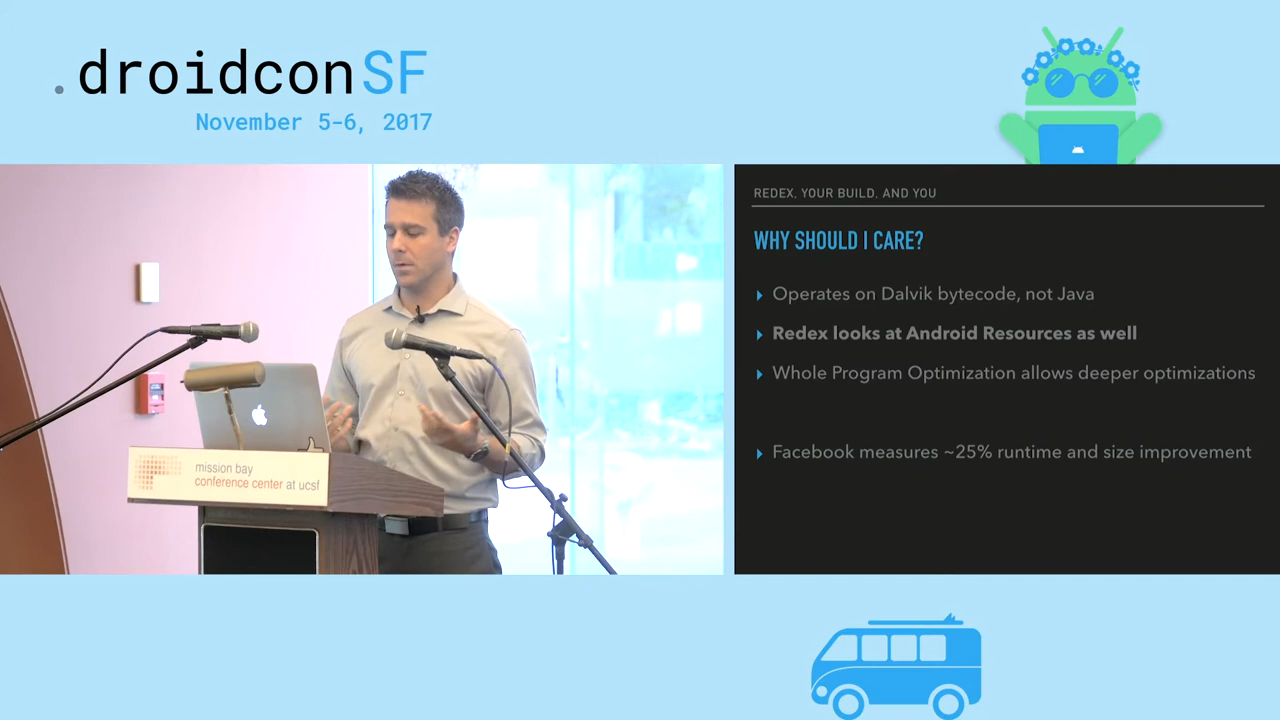 .droidconSF
November 5-6, 2017
REDEX, YOUR BUILD, AND YOU
WHY SHOULD I CARE?
Operates on Dalvik bytecode, not Java
Redex looks at Android Resources as well
Whole Program Optimization allows deeper optimizations
Facebook measures ~25% runtime and size improvement
mission bay
conference center at ucsf